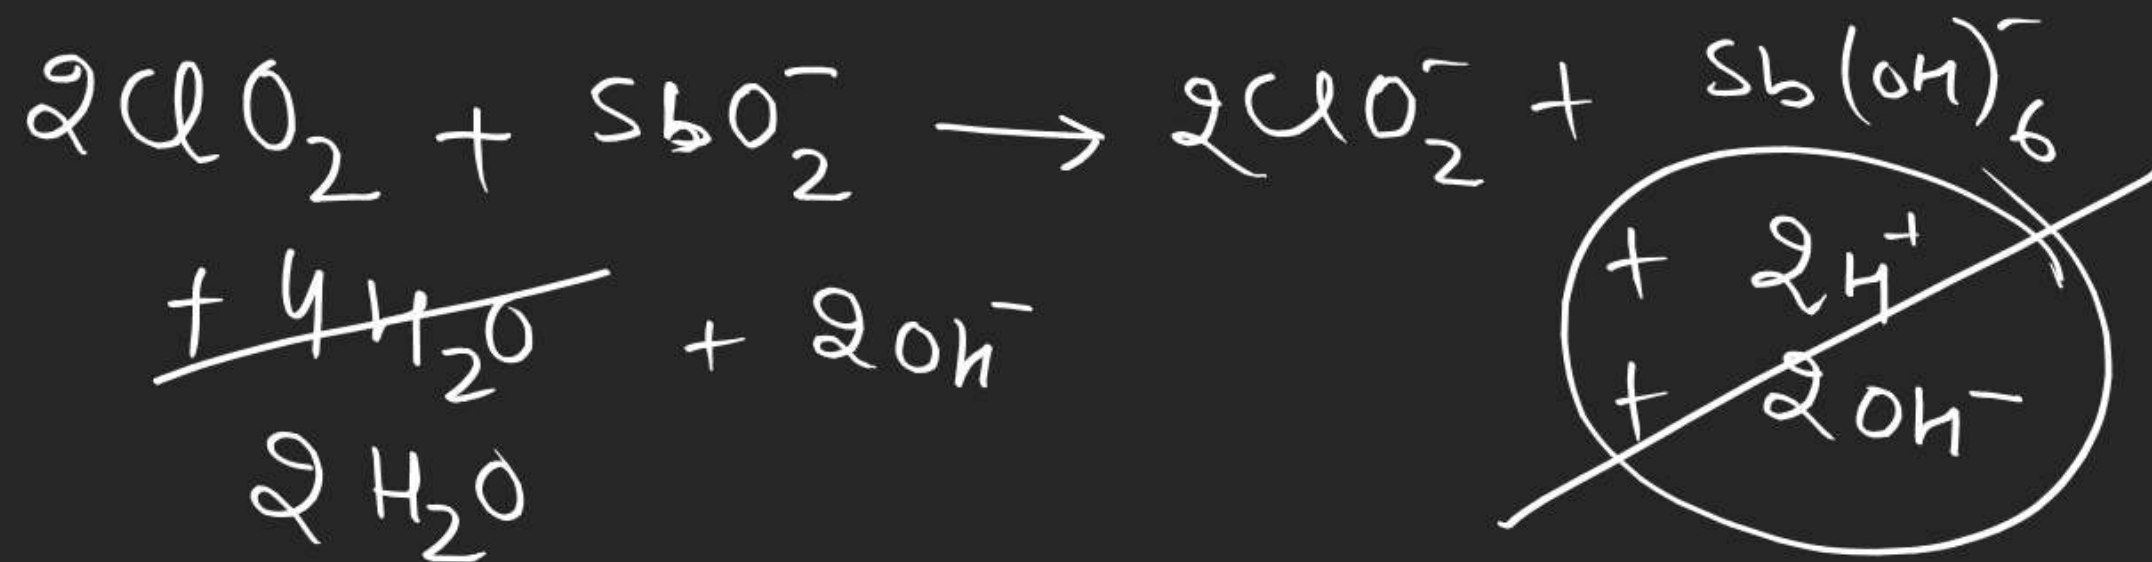 2ClO₂ + SbO₂⁻ ⟶ 2ClO₂⁻ + Sb(OH)₆⁻
+ 4H₂O + 2OH⁻ + 2H⁺
2H₂O + 2OH⁻